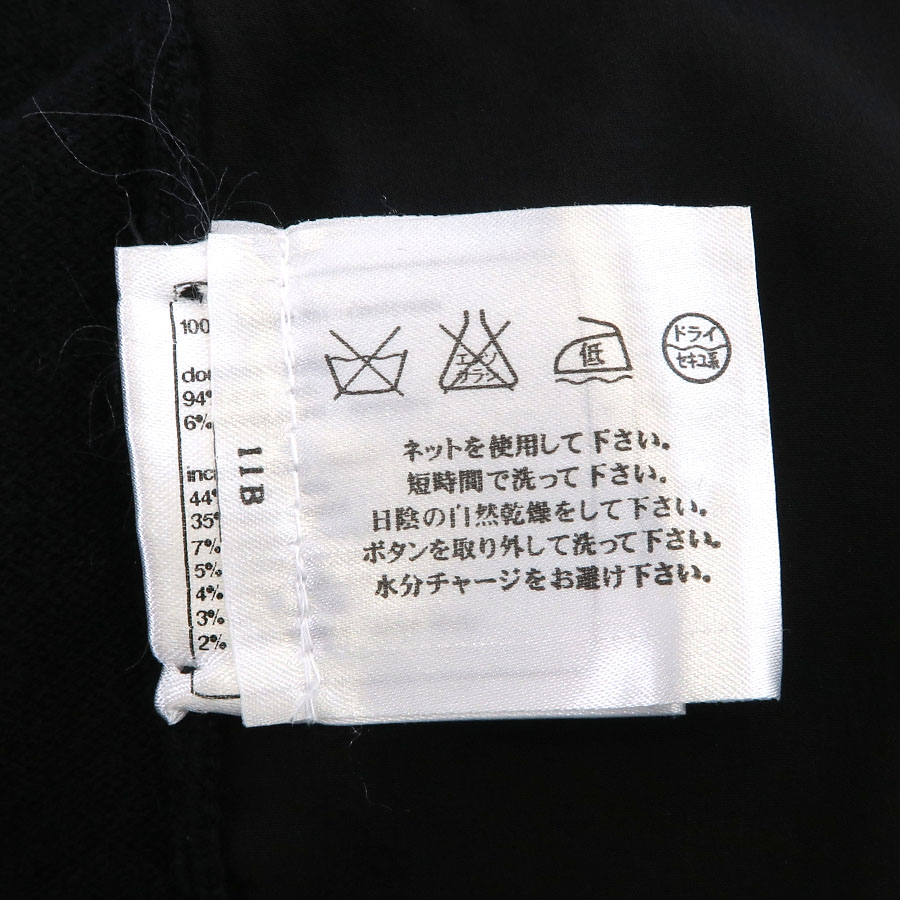 100
dou
94%
6%
inc
44%
35%
7%
5%
4%
3%
2%
11B
エンソ
サラシ
低
ドライ
セキユ系
ネットを使用して下さい。
短時間で洗って下さい。
日陰の自然乾燥をして下さい。
ボタンを取り外して洗って下さい。
水分チャージをお避け下さい。